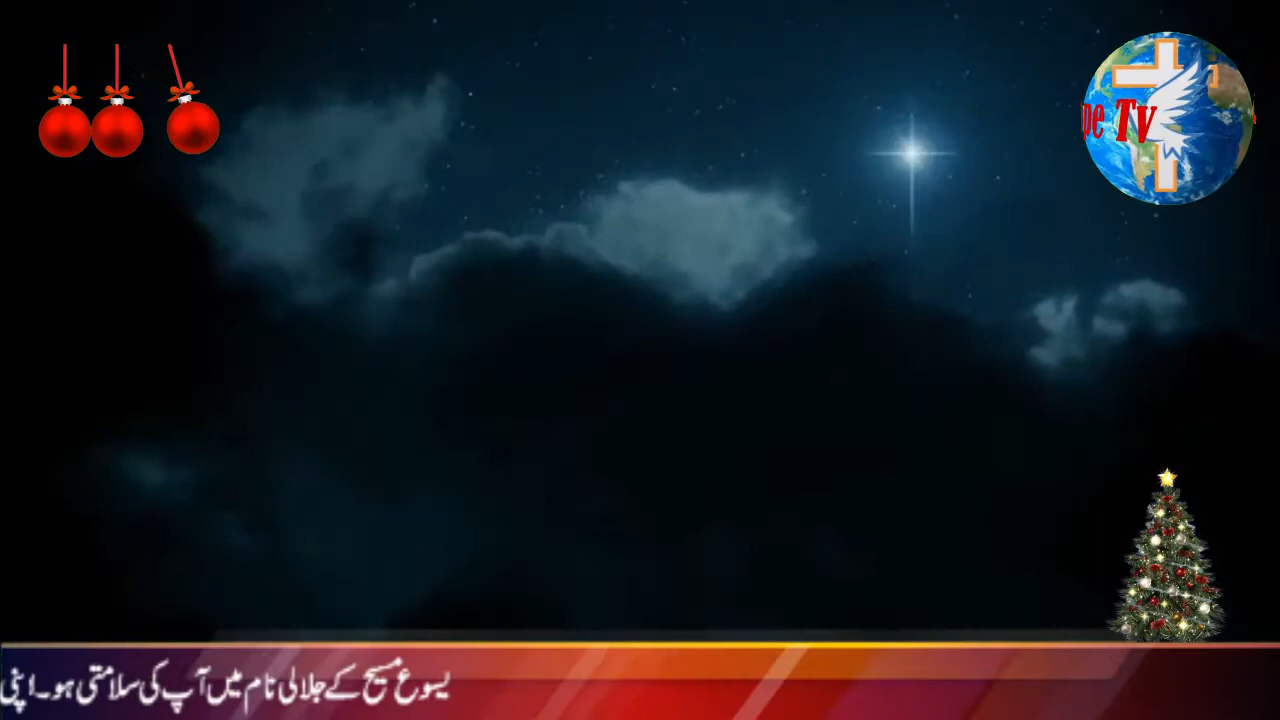 pe Tv
یسوع مسیح کے جلالی نام میں آپ کی سلامتی ہو۔ اپنی